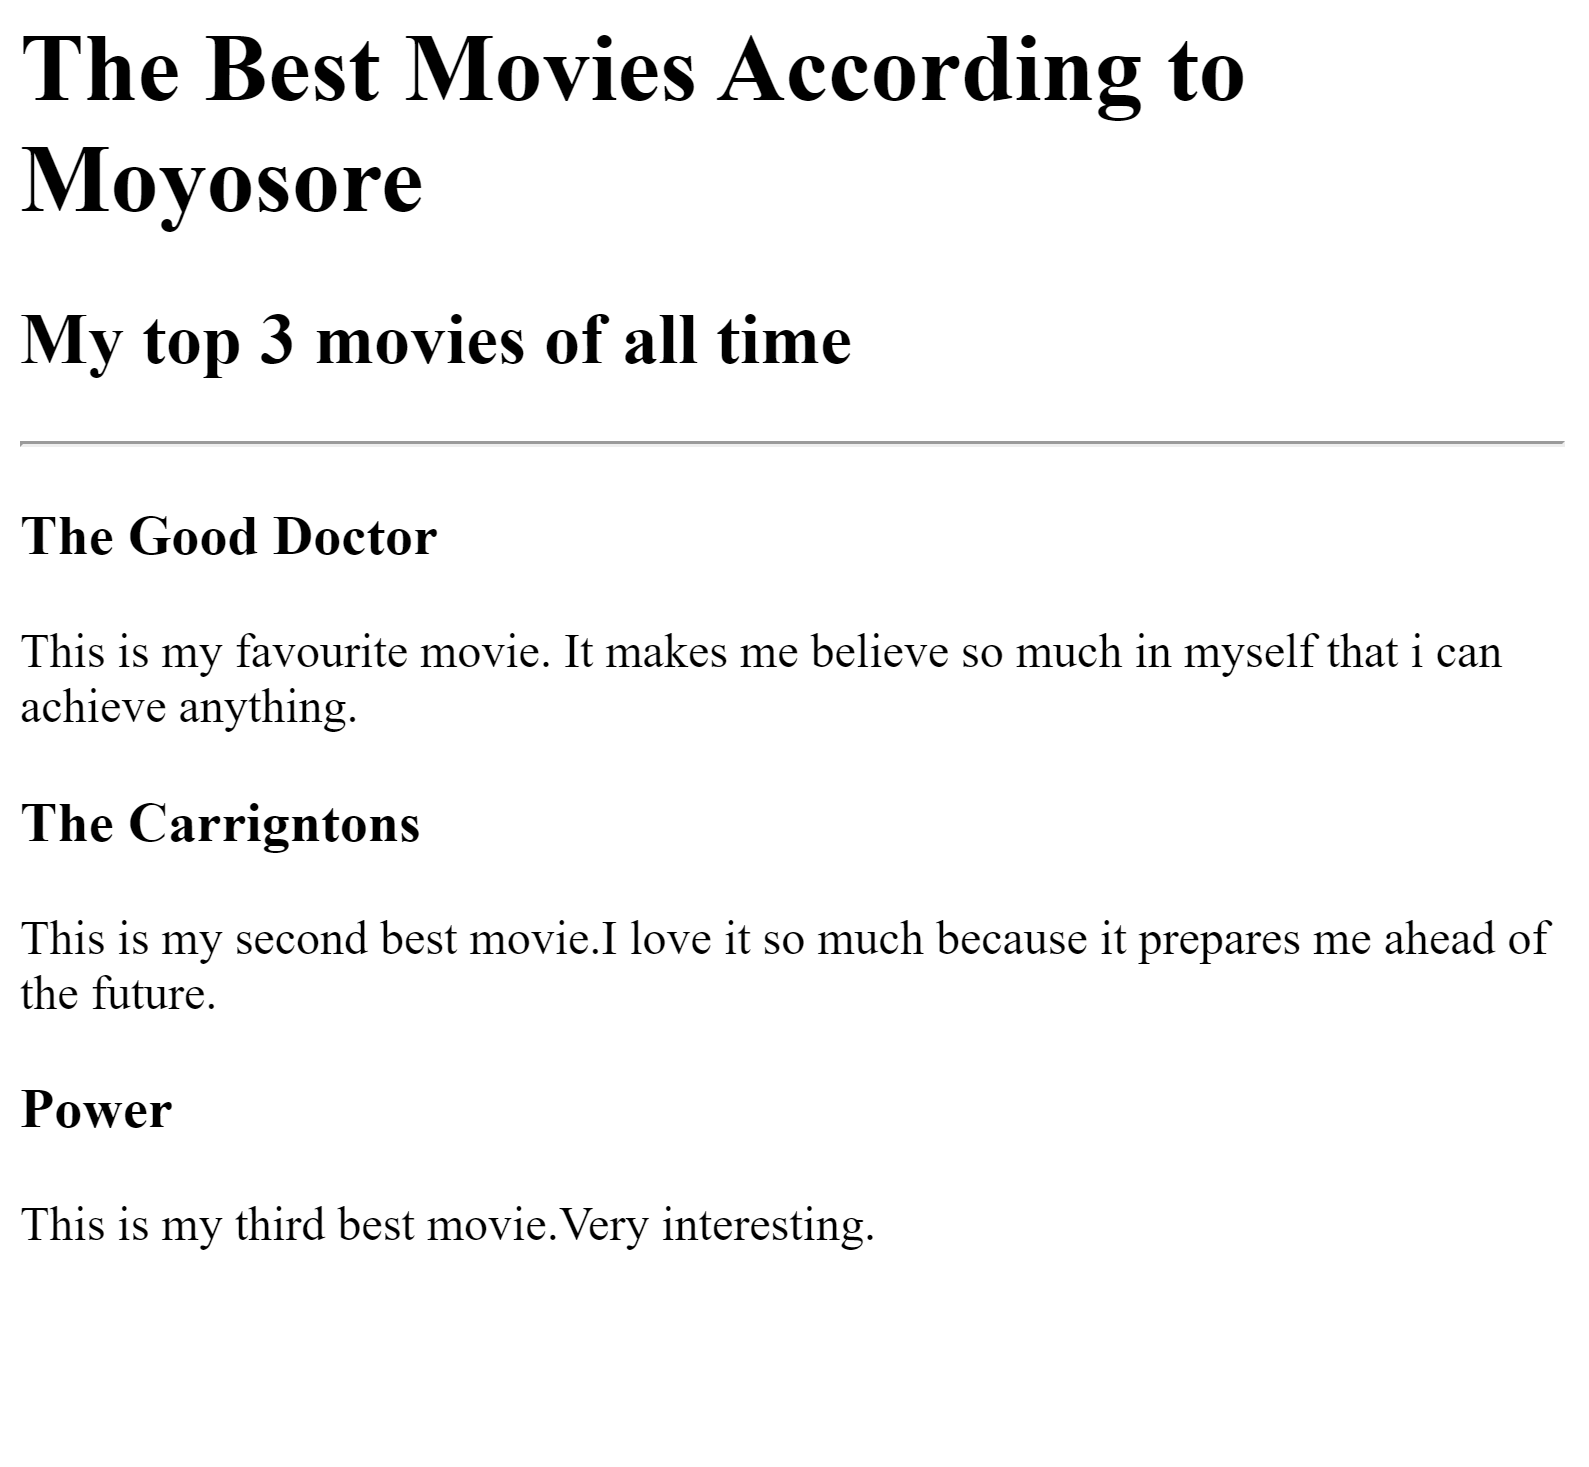 The Best Movies According to
Moyosore
My top 3 movies of all time
The Good Doctor
This is my favourite movie. It makes me believe so much in myself that i can
achieve anything.
The Carrigntons
This is my second best movie.I love it so much because it prepares me ahead of
the future.
Power
This is my third best movie.Very interesting.